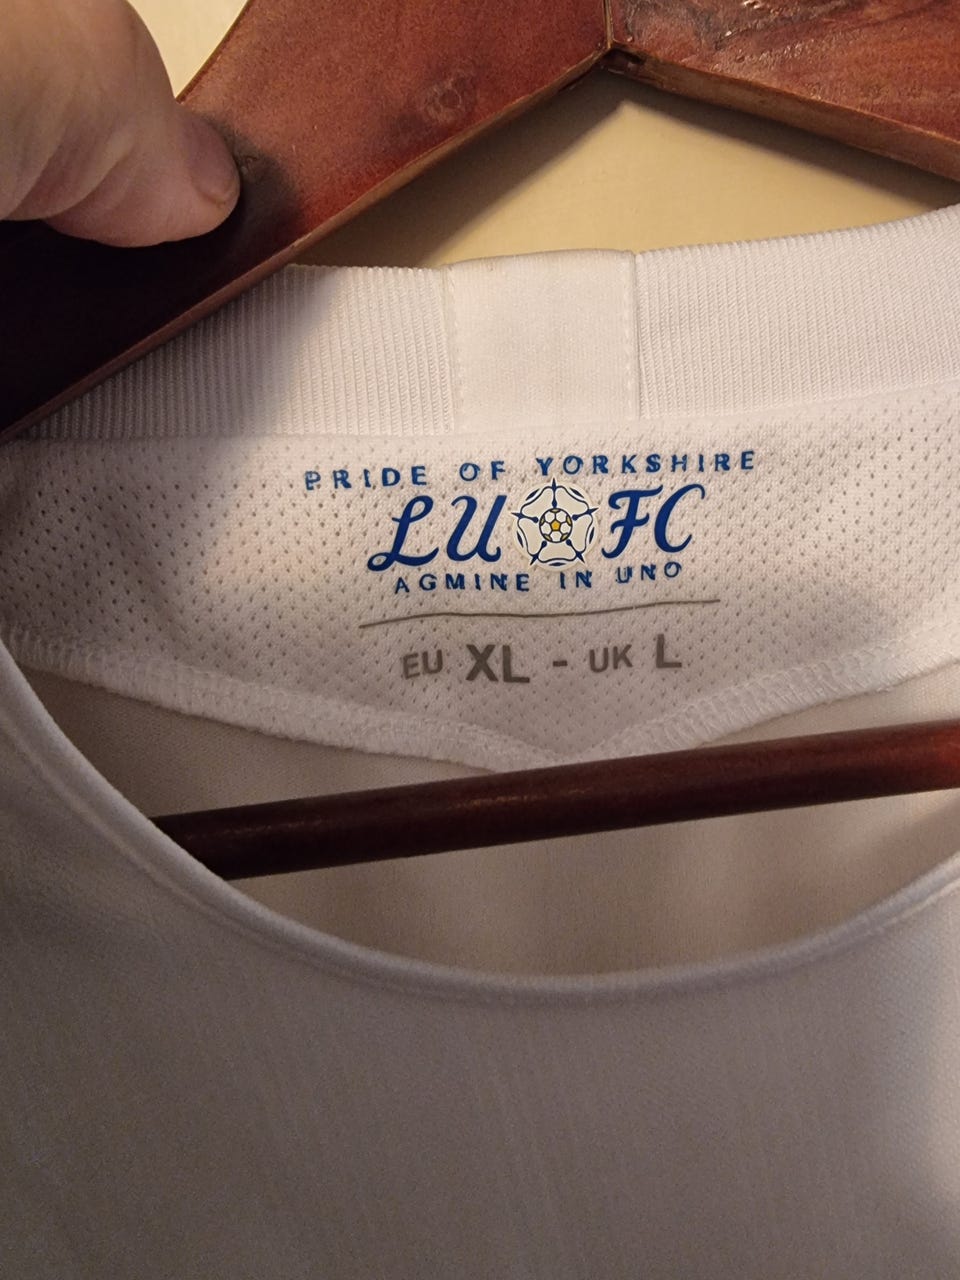 PRIDE OF YORKSHIRE
LU FC
AGMINE IN UNO
EU XL - UK L